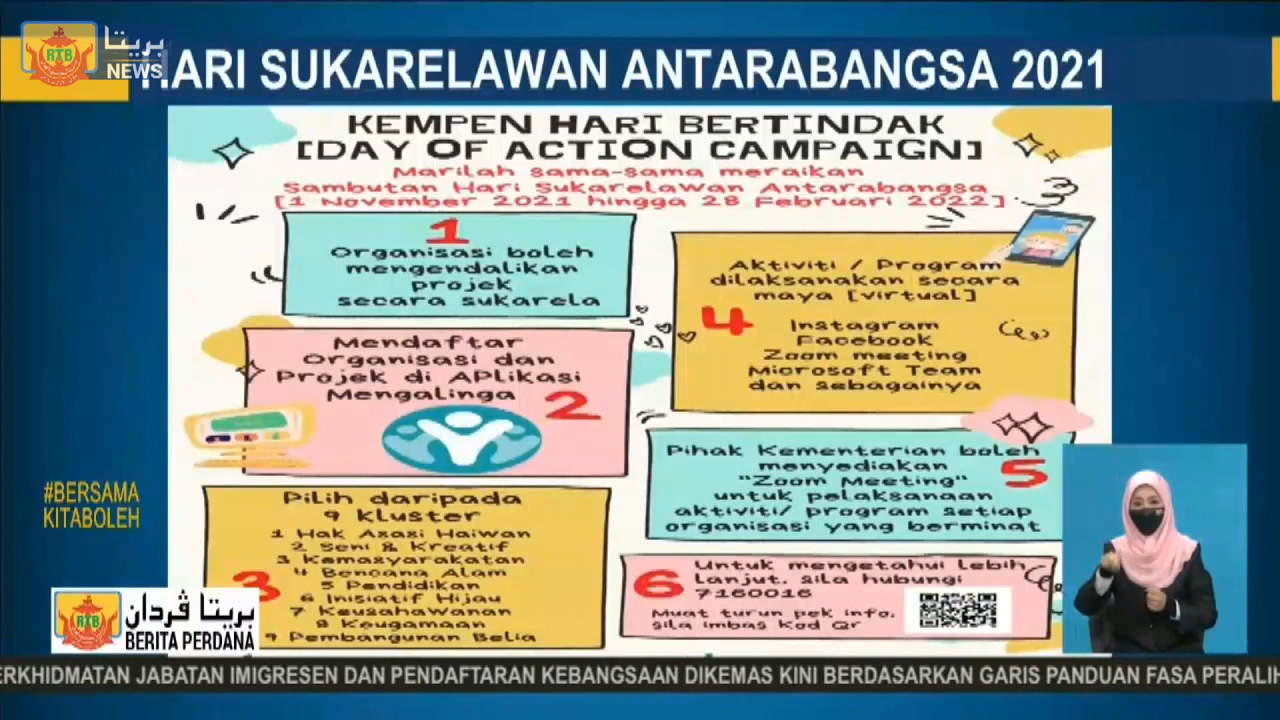 RTB
بريتا
NEWS
HARI SUKARELAWAN ANTARABANGSA 2021
KEMPEN HARI BERTINDAK
[DAY OF ACTION CAMPAIGN]
Marilah sama-sama meraikan
Sambutan Hari Sukarelawan Antarabangsa
[1 November 2021 hingga 28 Februari 2022]
1
Organisasi boleh
mengendalikan
projek
secara sukarela
Mendaftar
Organisasi dan
Projek di APlikasi
Mengalinga
2
Pilih daripada
9 kluster
1 Hak Asasi Haiwan
2 Seni & Kreatif
3 Kemasyarakatan
4 Bencana Alam
5 Pendidikan
6 Inisiatif Hijau
7 Keusahawanan
8 Keugamaan
9 Pembangunan Belia
3
Aktiviti / Program
dilaksanakan secara
maya [virtual]
4
Instagram
Facebook
Zoom meeting
Microsoft Team
dan sebagainya
Pihak Kementerian boleh
menyediakan
"Zoom Meeting"
untuk pelaksanaan
aktiviti/ program setiap
organisasi yang berminat
5
6
Untuk mengetahui lebih
lanjut, sila hubungi
7160016
Muat turun pek info,
sila imbas kod Qr
#BERSAMA
KITABOLEH
RTB
بريتا ڤردان
BERITA PERDANA
ERKHIDMATAN JABATAN IMIGRESEN DAN PENDAFTARAN KEBANGSAAN DIKEMAS KINI BERDASARKAN GARIS PANDUAN FASA PERALIH